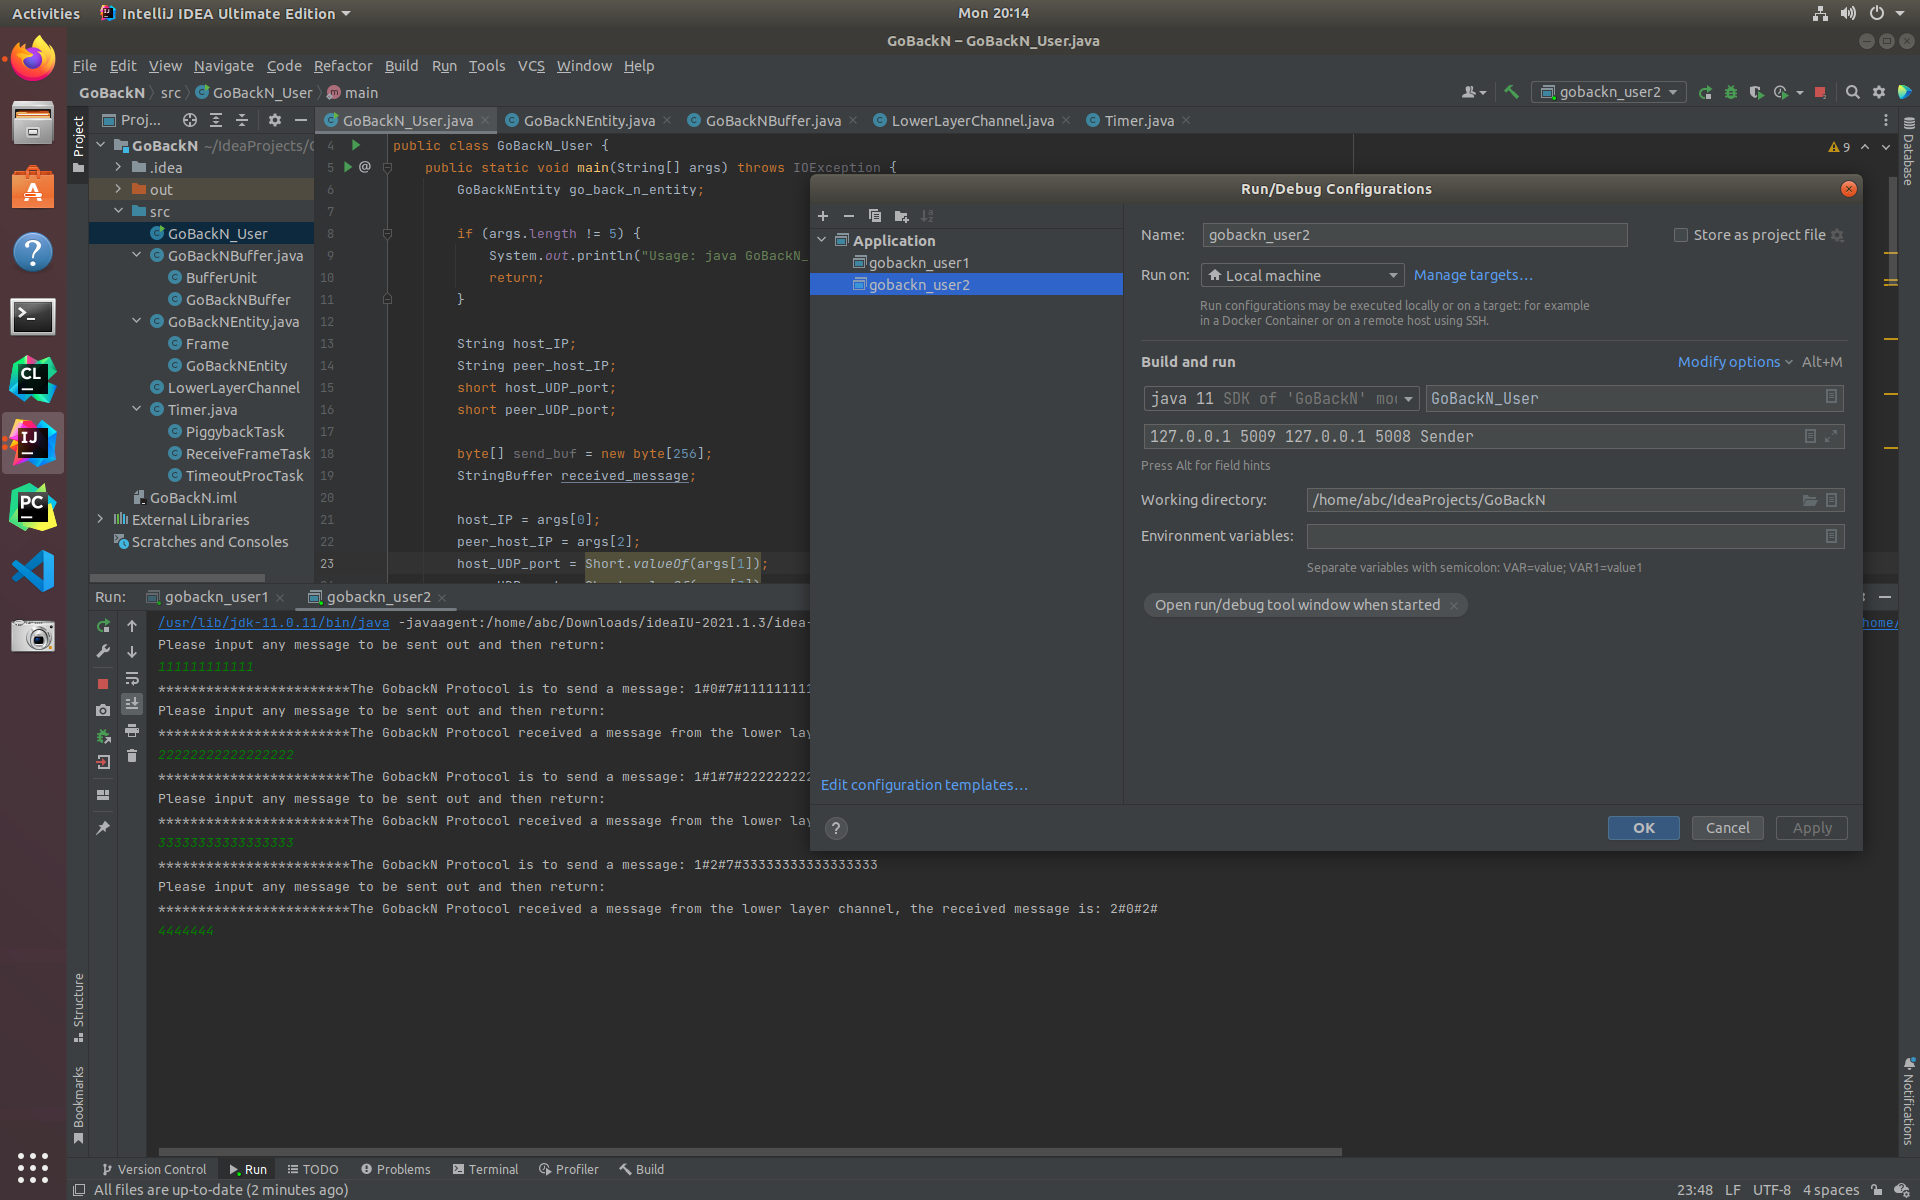 Activities
IntelliJ IDEA Ultimate Edition
Mon 20:14
GoBackN – GoBackN_User.java
File Edit View Navigate Code Refactor Build Run Tools VCS Window Help
GoBackN src GoBackN_User main
gobackn_user2
Project
Proj...
GoBackN_User.java GoBackNEntity.java GoBackNBuffer.java LowerLayerChannel.java Timer.java
Database
GoBackN ~/IdeaProjects/
.idea
out
src
GoBackN_User
GoBackNBuffer.java
BufferUnit
GoBackNBuffer
GoBackNEntity.java
Frame
GoBackNEntity
LowerLayerChannel
Timer.java
PiggybackTask
ReceiveFrameTask
TimeoutProcTask
GoBackN.iml
External Libraries
Scratches and Consoles
9
4 public class GoBackN_User {
5 @ public static void main(String[] args) throws IOException {
6 GoBackNEntity go_back_n_entity;
7
8 if (args.length != 5) {
9 System.out.println("Usage: java GoBackN_
10 return;
11 }
12
13 String host_IP;
14 String peer_host_IP;
15 short host_UDP_port;
16 short peer_UDP_port;
17
18 byte[] send_buf = new byte[256];
19 StringBuffer received_message;
20
21 host_IP = args[0];
22 peer_host_IP = args[2];
23 host_UDP_port = Short.valueOf(args[1]);
Run/Debug Configurations
Application
gobackn_user1
gobackn_user2
Edit configuration templates...
Name: gobackn_user2
Store as project file
Run on: Local machine Manage targets...
Run configurations may be executed locally or on a target: for example
in a Docker Container or on a remote host using SSH.
Build and run
Modify options Alt+M
java 11 SDK of 'GoBackN' mo
GoBackN_User
127.0.0.1 5009 127.0.0.1 5008 Sender
Press Alt for field hints
Working directory: /home/abc/IdeaProjects/GoBackN
Environment variables:
Separate variables with semicolon: VAR=value; VAR1=value1
Open run/debug tool window when started
? OK Cancel Apply
Run: gobackn_user1 gobackn_user2
/usr/lib/jdk-11.0.11/bin/java -javaagent:/home/abc/Downloads/ideaIU-2021.1.3/idea- home/
Please input any message to be sent out and then return:
111111111111
************************The GobackN Protocol is to send a message: 1#0#7#111111111
Please input any message to be sent out and then return:
************************The GobackN Protocol received a message from the lower lay
22222222222222222
************************The GobackN Protocol is to send a message: 1#1#7#222222222
Please input any message to be sent out and then return:
************************The GobackN Protocol received a message from the lower lay
33333333333333333
************************The GobackN Protocol is to send a message: 1#2#7#33333333333333333
Please input any message to be sent out and then return:
************************The GobackN Protocol received a message from the lower layer channel, the received message is: 2#0#2#
4444444
Structure
Bookmarks
Notifications
Version Control Run TODO Problems Terminal Profiler Build
All files are up-to-date (2 minutes ago)
23:48 LF UTF-8 4 spaces
CL
IJ
PC